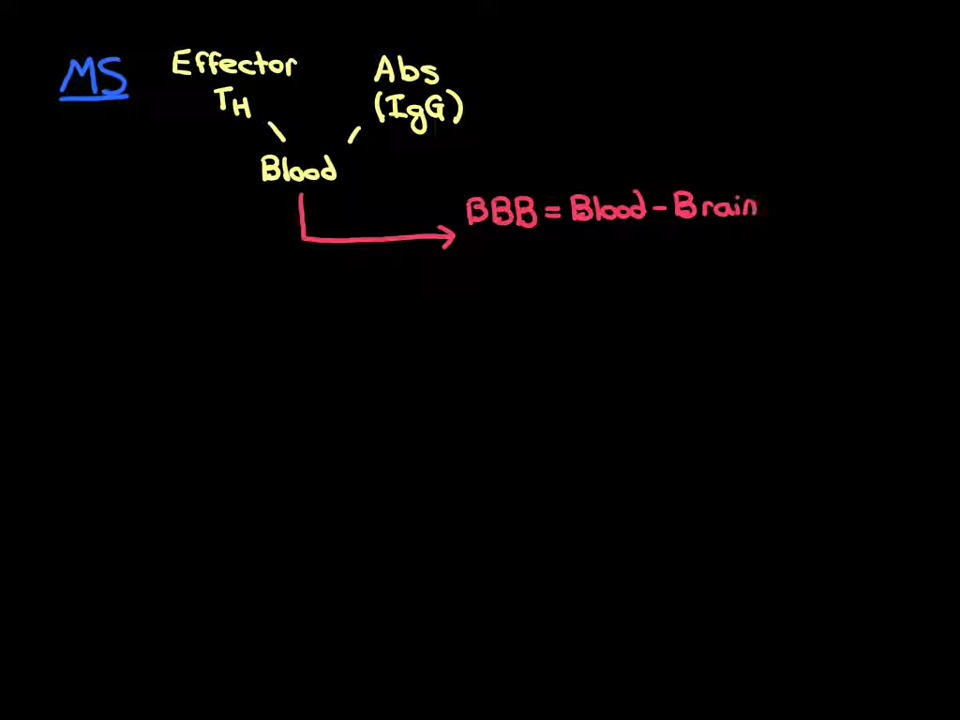 MS
Effector
TH
Abs
(IgG)
Blood
BBB = Blood-Brain